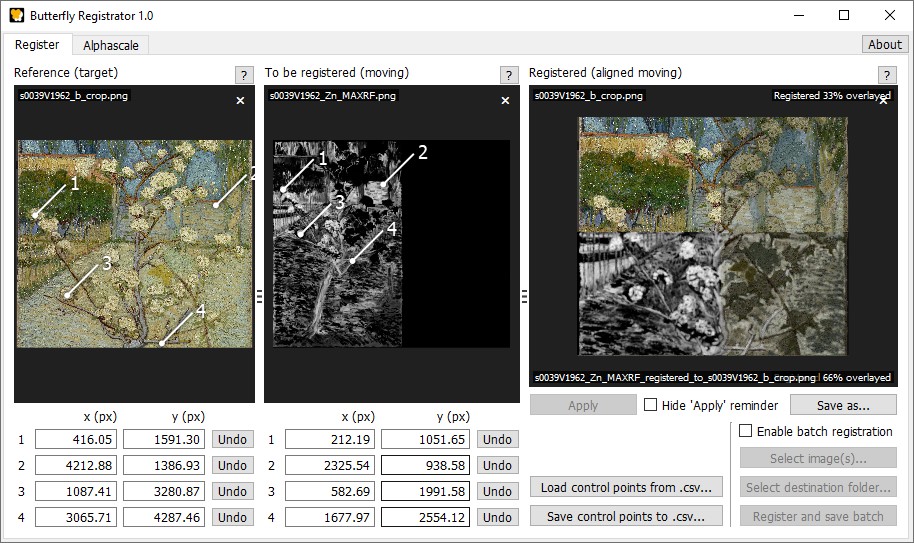 Butterfly Registrator 1.0
Register Alphascale About
Reference (target) ? To be registered (moving) ? Registered (aligned moving) ?
s0039V1962_b_crop.png × s0039V1962_Zn_MAXRF.png × s0039V1962_b_crop.png Registered 33% overlayed ×
1 2 3 4
1 2 3 4
s0039V1962_Zn_MAXRF_registered_to_s0039V1962_b_crop.png 66% overlayed
Apply Hide 'Apply' reminder Save as...
x (px) y (px) x (px) y (px)
1 416.05 1591.30 Undo 1 212.19 1051.65 Undo Enable batch registration
2 4212.88 1386.93 Undo 2 2325.54 938.58 Undo Select image(s)...
3 1087.41 3280.87 Undo 3 582.69 1991.58 Undo Load control points from .csv... Select destination folder...
4 3065.71 4287.46 Undo 4 1677.97 2554.12 Undo Save control points to .csv... Register and save batch